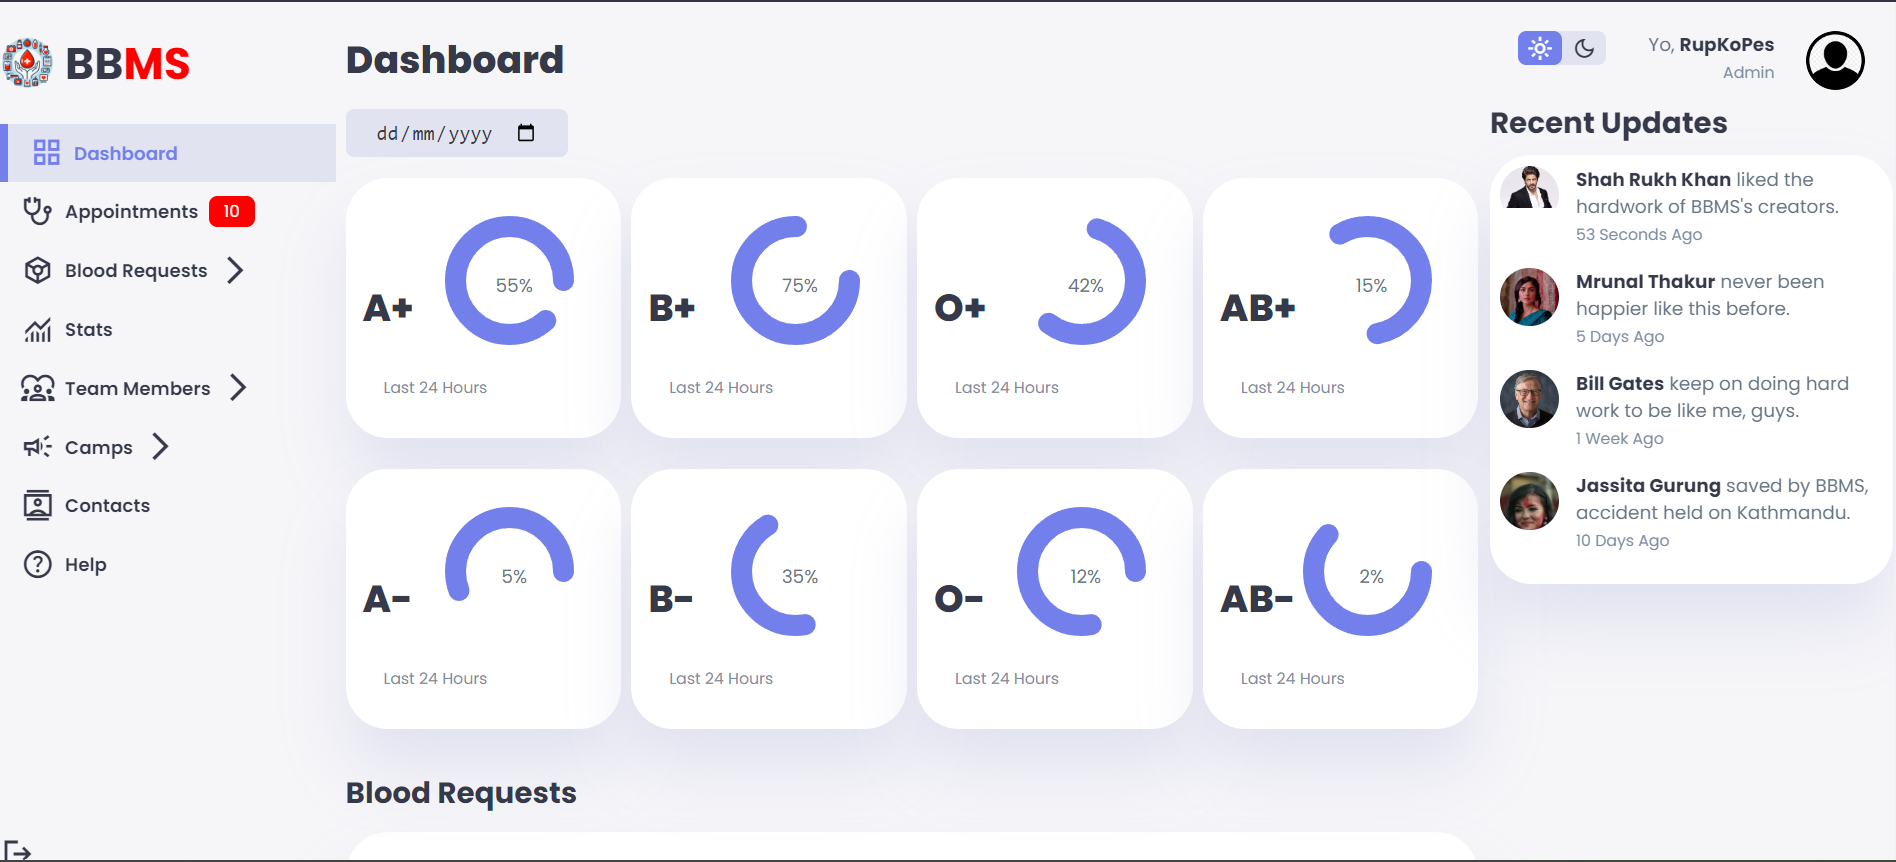 BBMS
Dashboard
Appointments 10
Blood Requests
Stats
Team Members
Camps
Contacts
Help
Dashboard
dd/mm/yyyy
A+
55%
Last 24 Hours
B+
75%
Last 24 Hours
O+
42%
Last 24 Hours
AB+
15%
Last 24 Hours
A-
5%
Last 24 Hours
B-
35%
Last 24 Hours
O-
12%
Last 24 Hours
AB-
2%
Last 24 Hours
Blood Requests
Yo, RupKoPes
Admin
Recent Updates
Shah Rukh Khan liked the
hardwork of BBMS's creators.
53 Seconds Ago
Mrunal Thakur never been
happier like this before.
5 Days Ago
Bill Gates keep on doing hard
work to be like me, guys.
1 Week Ago
Jassita Gurung saved by BBMS,
accident held on Kathmandu.
10 Days Ago